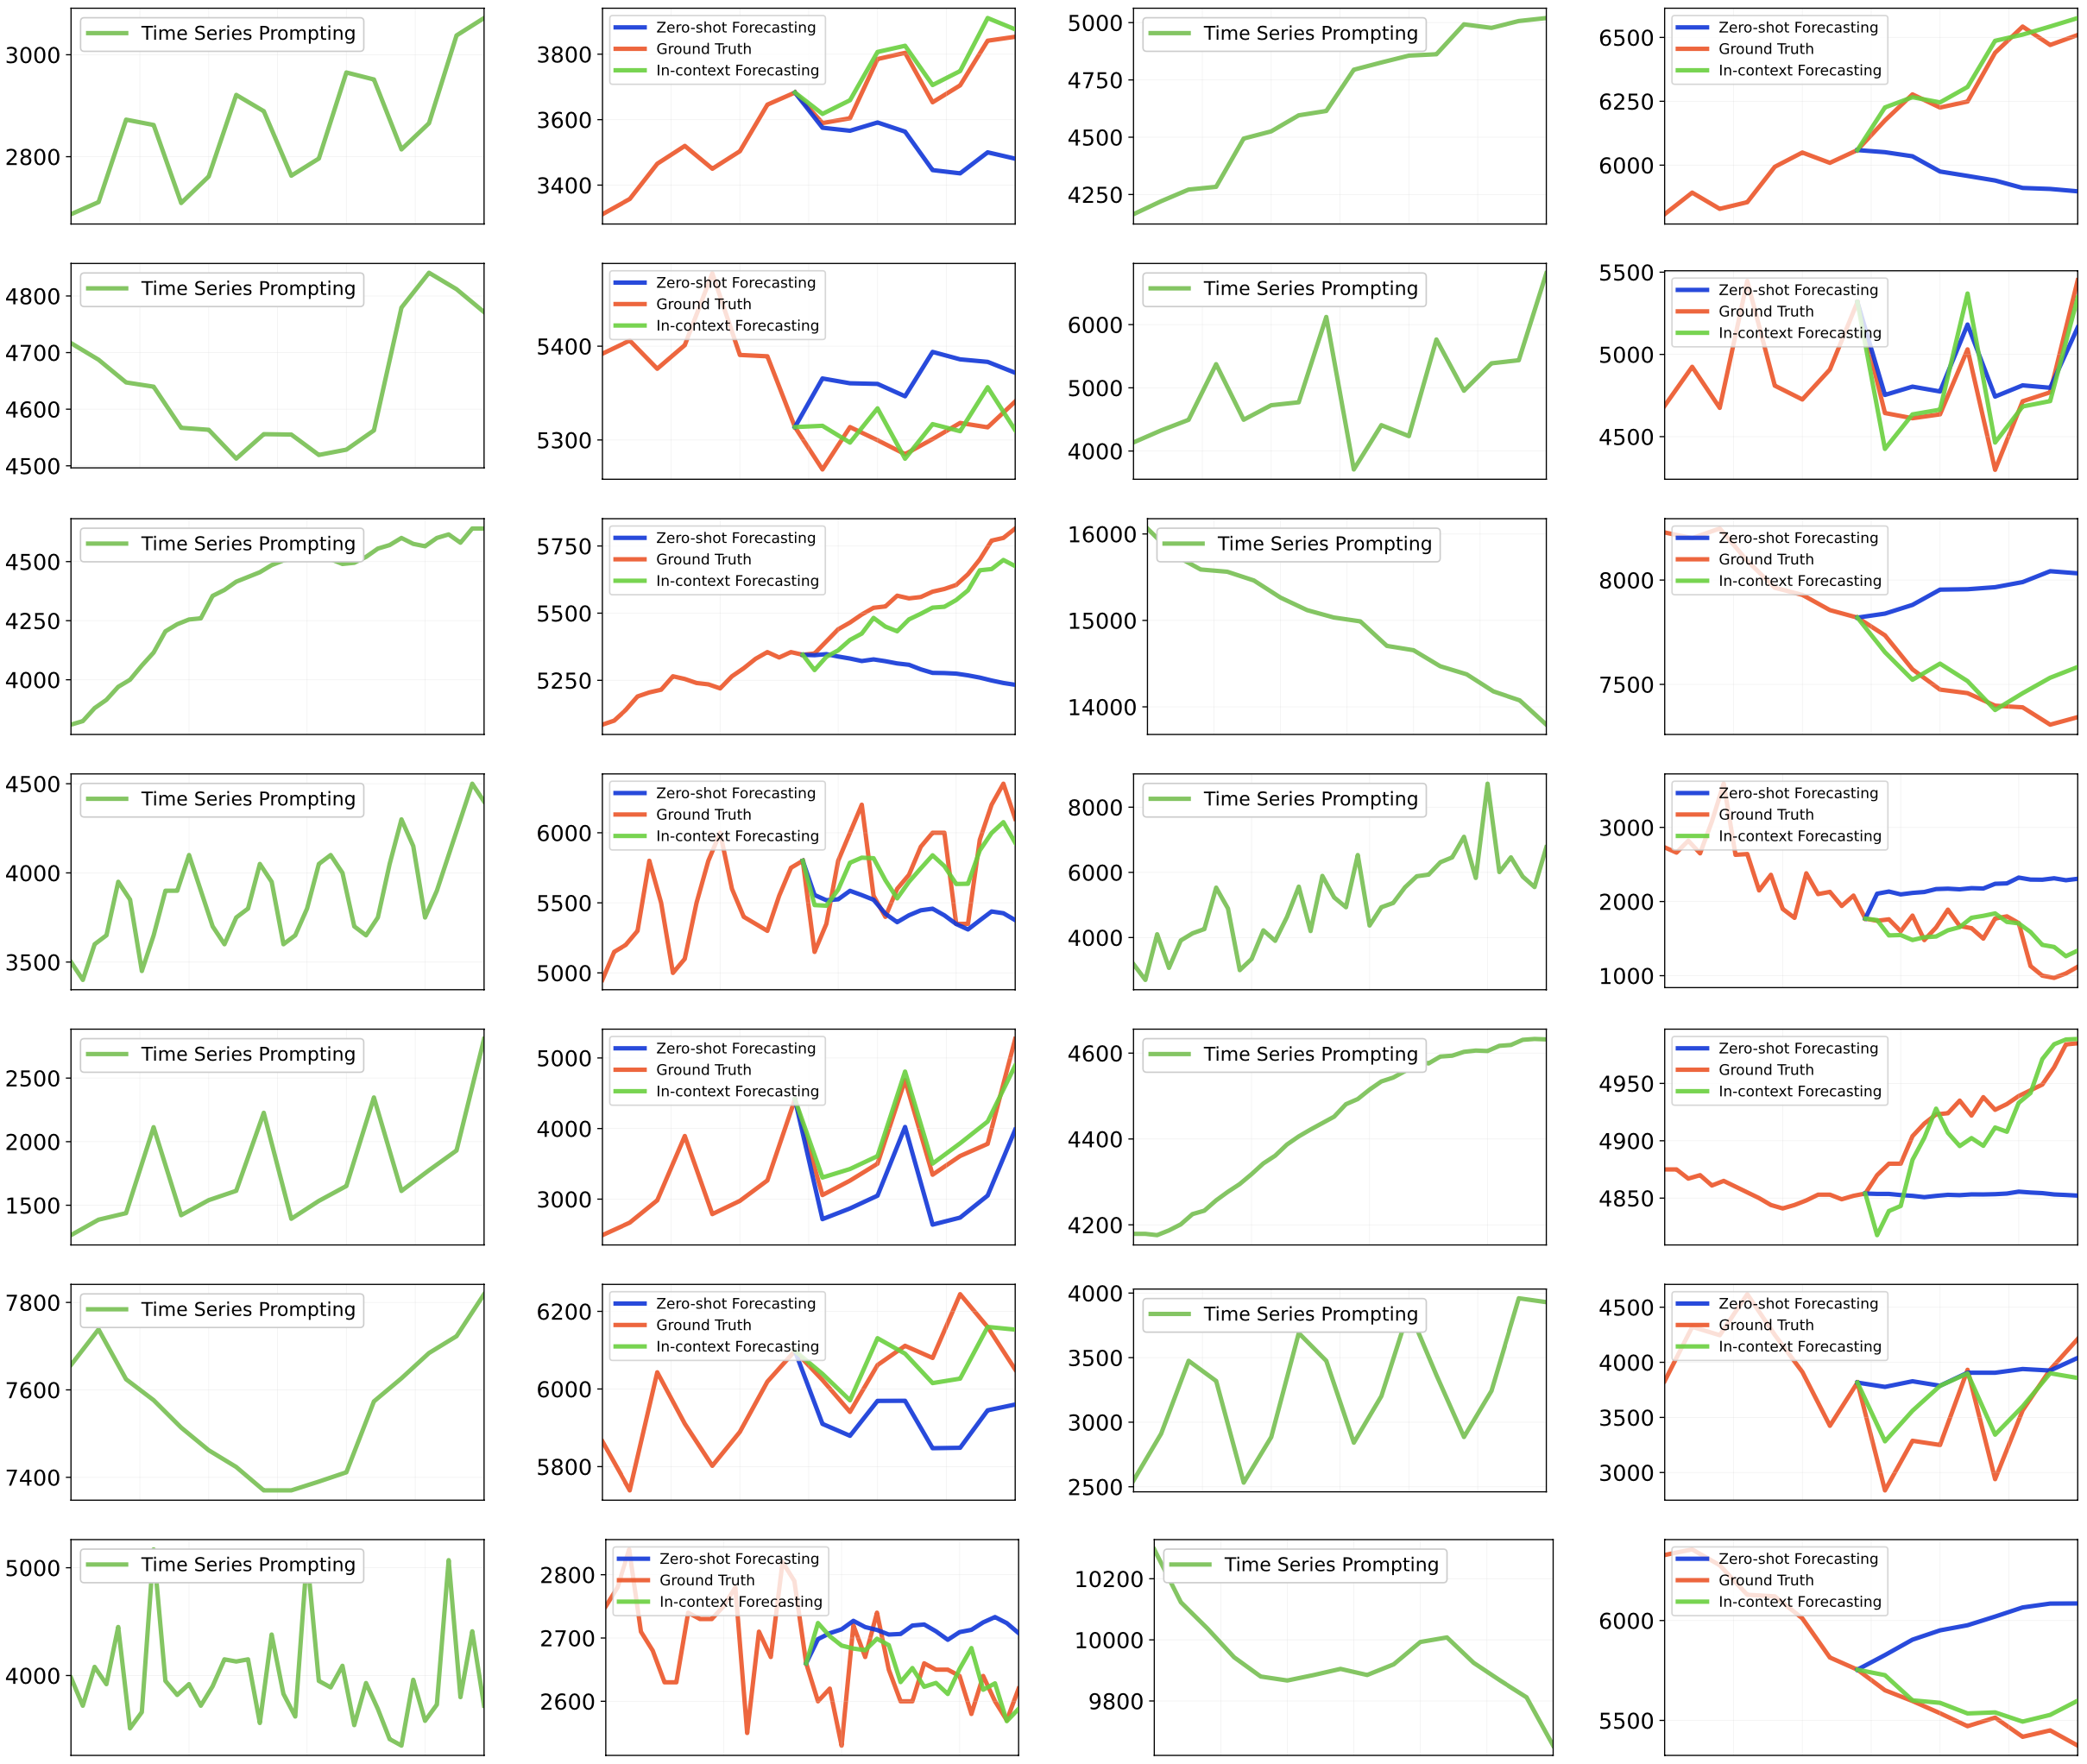 Time Series Prompting
3000
2800
Zero-shot Forecasting
Ground Truth
In-context Forecasting
3800
3600
3400
Time Series Prompting
5000
4750
4500
4250
Zero-shot Forecasting
Ground Truth
In-context Forecasting
6500
6250
6000
Time Series Prompting
4800
4700
4600
4500
Zero-shot Forecasting
Ground Truth
In-context Forecasting
5400
5300
Time Series Prompting
6000
5000
4000
Zero-shot Forecasting
Ground Truth
In-context Forecasting
5500
5000
4500
Time Series Prompting
4500
4250
4000
Zero-shot Forecasting
Ground Truth
In-context Forecasting
5750
5500
5250
Time Series Prompting
16000
15000
14000
Zero-shot Forecasting
Ground Truth
In-context Forecasting
8000
7500
Time Series Prompting
4500
4000
3500
Zero-shot Forecasting
Ground Truth
In-context Forecasting
6000
5500
5000
Time Series Prompting
8000
6000
4000
Zero-shot Forecasting
Ground Truth
In-context Forecasting
3000
2000
1000
Time Series Prompting
2500
2000
1500
Zero-shot Forecasting
Ground Truth
In-context Forecasting
5000
4000
3000
Time Series Prompting
4600
4400
4200
Zero-shot Forecasting
Ground Truth
In-context Forecasting
4950
4900
4850
Time Series Prompting
7800
7600
7400
Zero-shot Forecasting
Ground Truth
In-context Forecasting
6200
6000
5800
Time Series Prompting
4000
3500
3000
2500
Zero-shot Forecasting
Ground Truth
In-context Forecasting
4500
4000
3500
3000
Time Series Prompting
5000
4000
Zero-shot Forecasting
Ground Truth
In-context Forecasting
2800
2700
2600
Time Series Prompting
10200
10000
9800
Zero-shot Forecasting
Ground Truth
In-context Forecasting
6000
5500